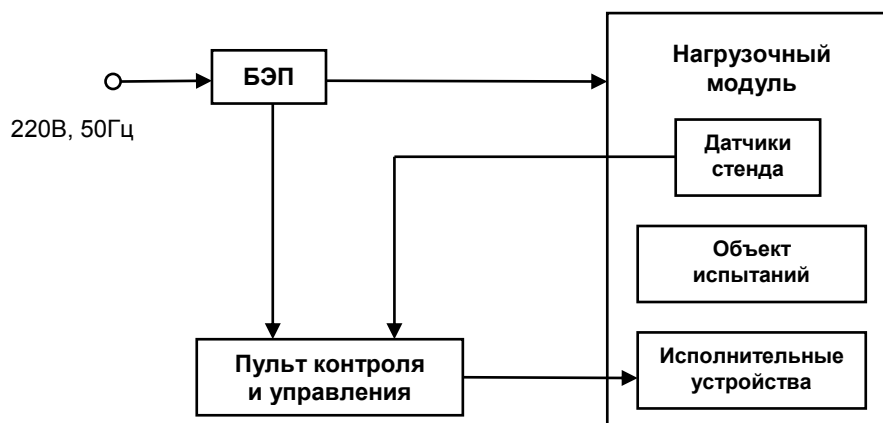 Нагрузочный
модуль
БЭП
220В, 50Гц
Датчики
стенда
Объект
испытаний
Пульт контроля
и управления
Исполнительные
устройства